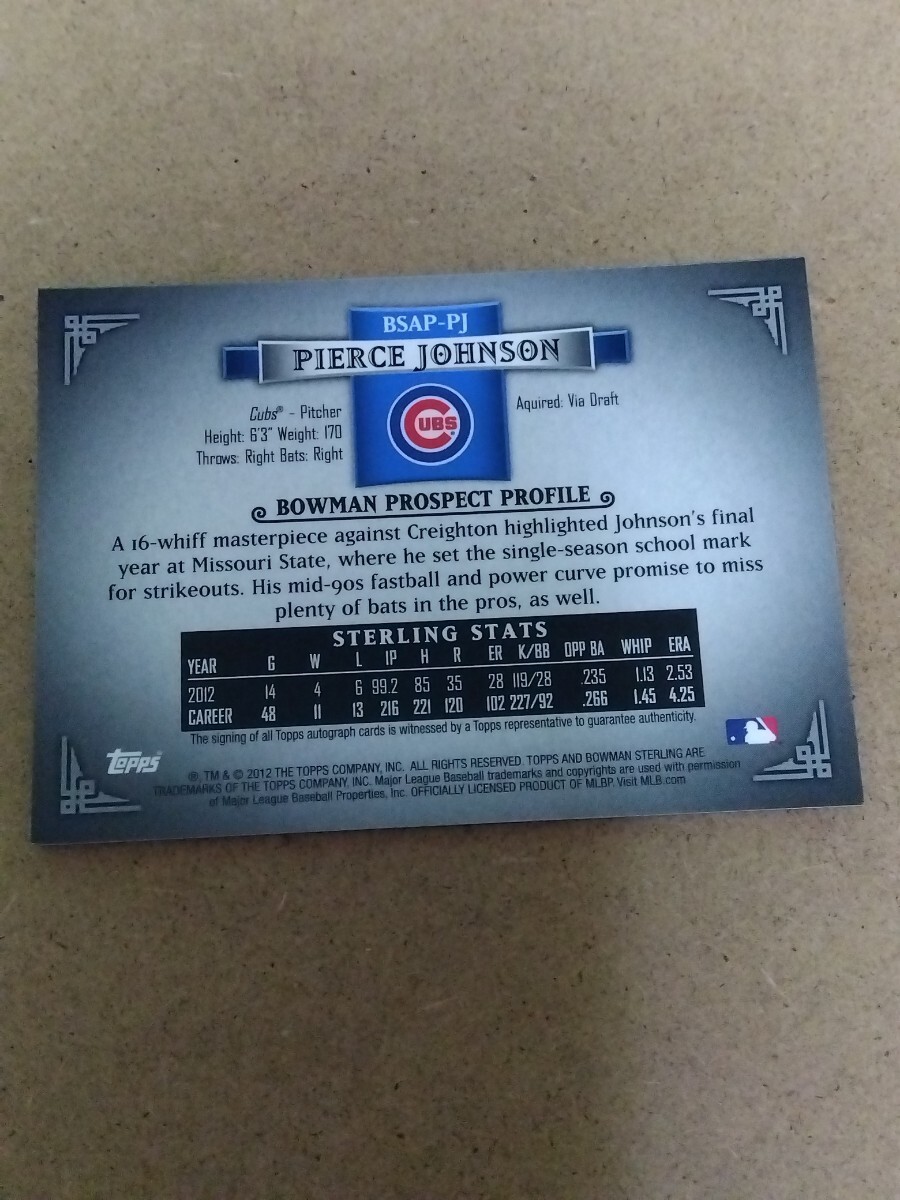 BSAP-PJ
PIERCE JOHNSON
Cubs® - Pitcher
Height: 6'3" Weight: 170
Throws: Right Bats: Right
CUBS®
Aquired: Via Draft
BOWMAN PROSPECT PROFILE
A 16-whiff masterpiece against Creighton highlighted Johnson's final
year at Missouri State, where he set the single-season school mark
for strikeouts. His mid-90s fastball and power curve promise to miss
plenty of bats in the pros, as well.
STERLING STATS
YEAR G W L IP H R ER K/BB OPP BA WHIP ERA
2012 14 4 6 99.2 85 35 28 119/28 .235 1.13 2.53
CAREER 48 11 13 216 221 120 102 227/92 .266 1.45 4.25
The signing of all Topps autograph cards is witnessed by a Topps representative to guarantee authenticity.
Topps
®, TM & © 2012 THE TOPPS COMPANY, INC. ALL RIGHTS RESERVED. TOPPS AND BOWMAN STERLING ARE
TRADEMARKS OF THE TOPPS COMPANY, INC. Major League Baseball trademarks and copyrights are used with permission
of Major League Baseball Properties, Inc. OFFICIALLY LICENSED PRODUCT OF MLBP. Visit MLB.com